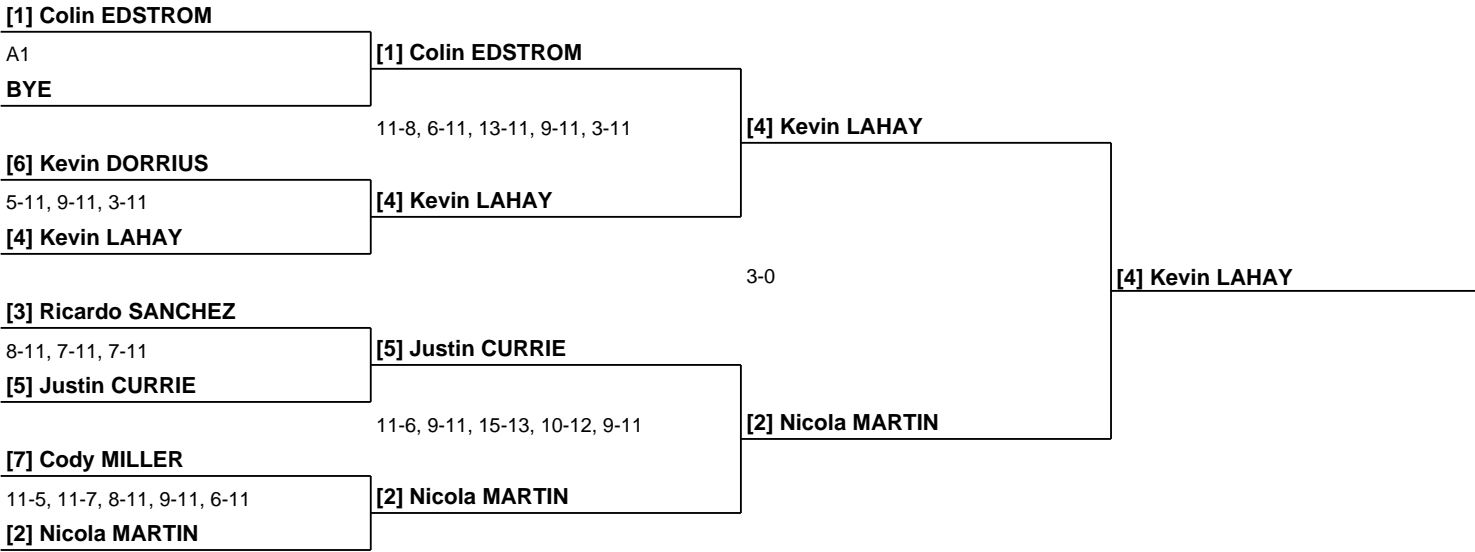 [1] Colin EDSTROM
A1
[1] Colin EDSTROM
BYE
11-8, 6-11, 13-11, 9-11, 3-11
[4] Kevin LAHAY
[6] Kevin DORRIUS
5-11, 9-11, 3-11
[4] Kevin LAHAY
[4] Kevin LAHAY
3-0
[4] Kevin LAHAY
[3] Ricardo SANCHEZ
8-11, 7-11, 7-11
[5] Justin CURRIE
[5] Justin CURRIE
11-6, 9-11, 15-13, 10-12, 9-11
[2] Nicola MARTIN
[7] Cody MILLER
11-5, 11-7, 8-11, 9-11, 6-11
[2] Nicola MARTIN
[2] Nicola MARTIN